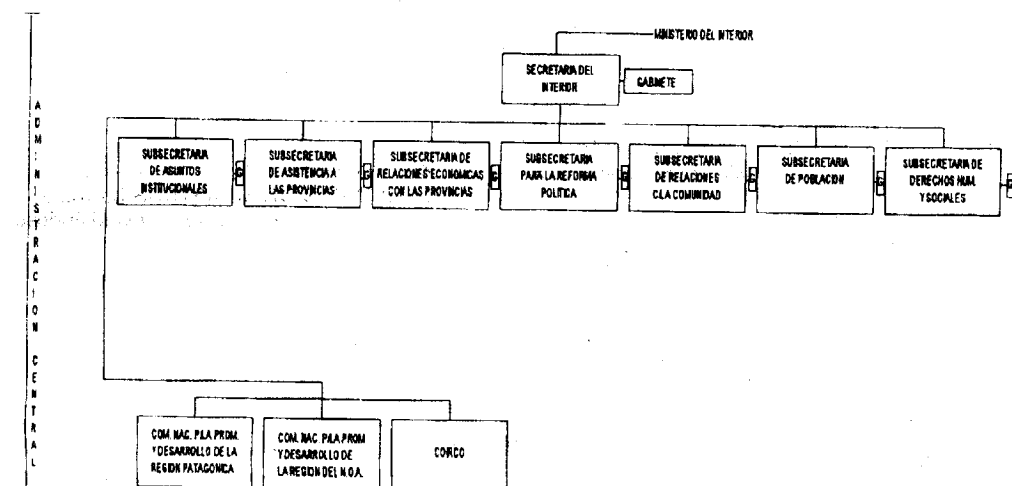 MINISTERIO DEL INTERIOR
SECRETARIA DEL
INTERIOR
GABINETE
SUBSECRETARIA
DE ASUNTOS
INSTITUCIONALES
G
SUBSECRETARIA
DE ASISTENCIA A
LAS PROVINCIAS
G
SUBSECRETARIA DE
RELACIONES ECONOMICAS
CON LAS PROVINCIAS
G
SUBSECRETARIA
PARA LA REFORMA
POLITICA
G
SUBSECRETARIA
DE RELACIONES
C/LA COMUNIDAD
G
SUBSECRETARIA
DE POBLACION
G
SUBSECRETARIA DE
DERECHOS HUM.
Y SOCIALES
G
ADMINISTRACION CENTRAL
COM. NAC. P/LA PROM.
Y DESARROLLO DE LA
REGION PATAGONICA
COM. NAC. P/LA PROM
Y DESARROLLO DE
LA REGION DEL N.O.A.
CORCO